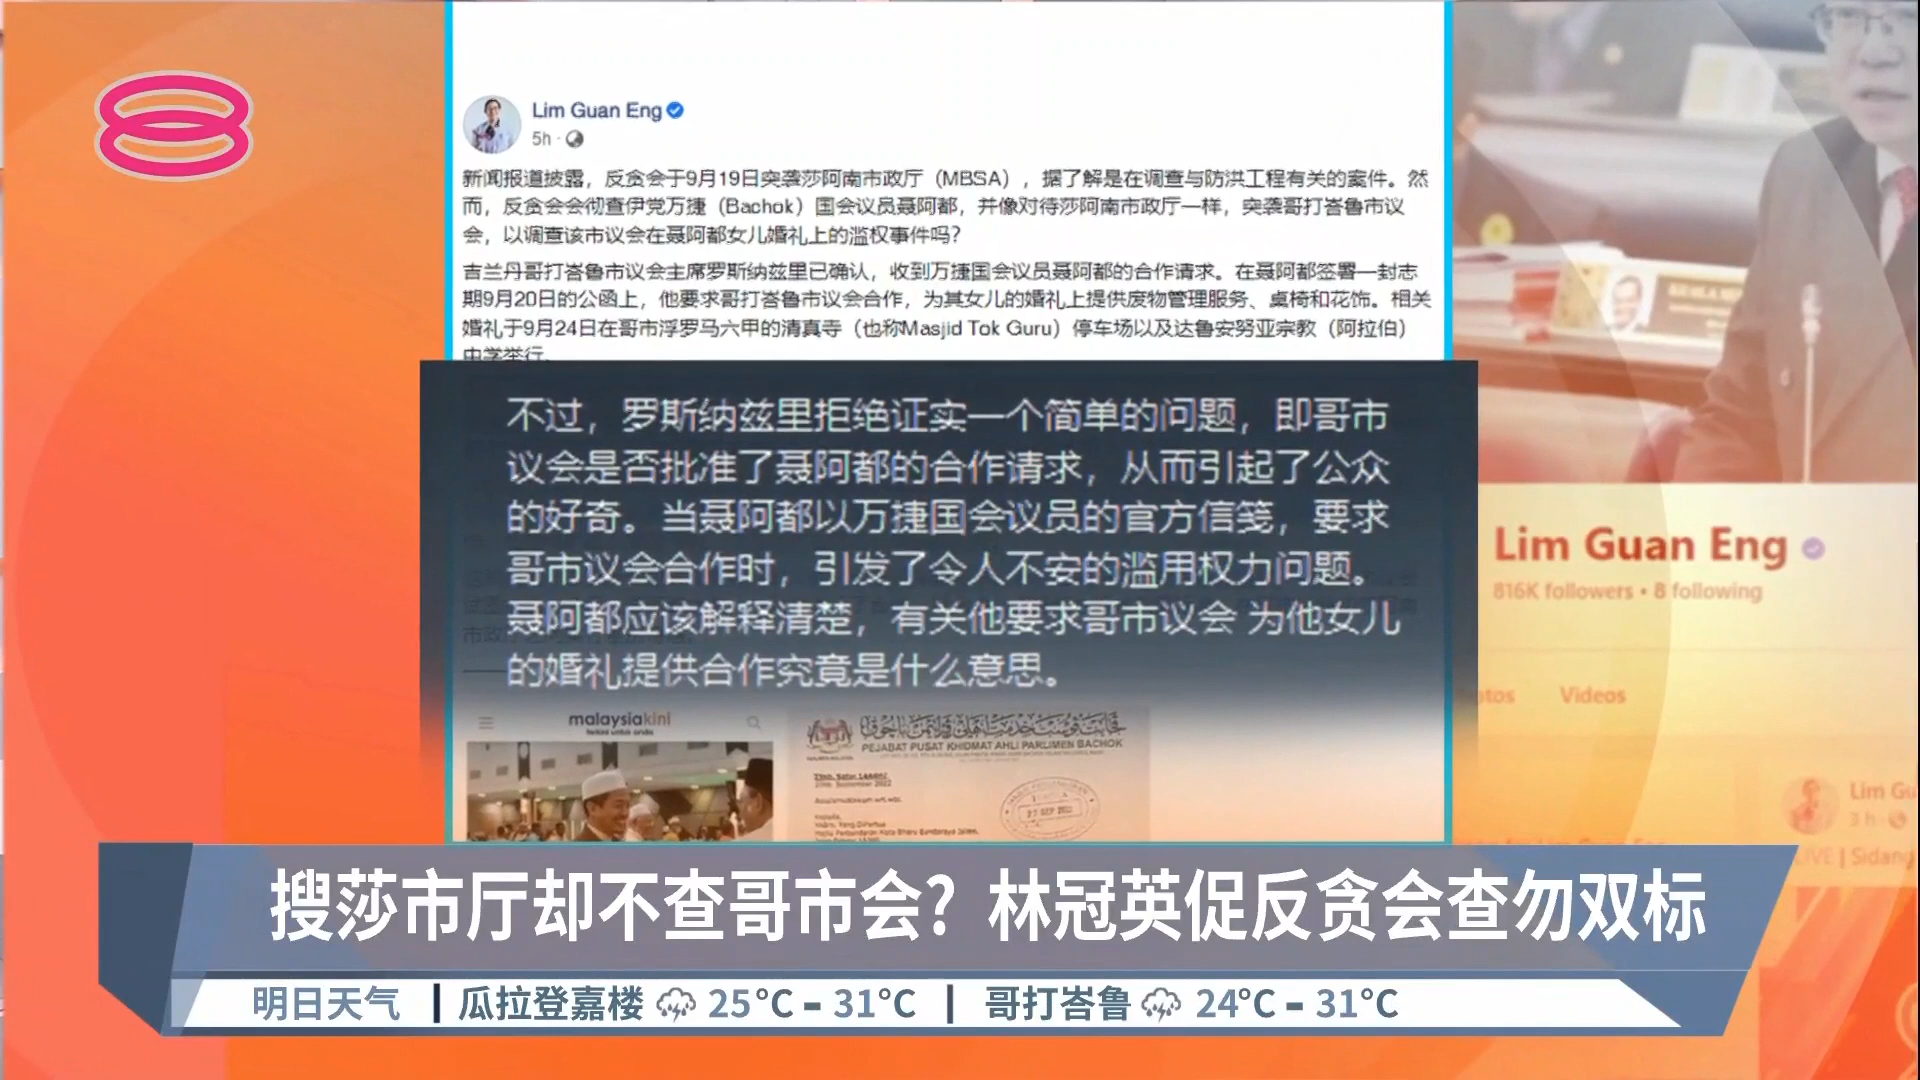 Lim Guan Eng
5h
新闻报道披露，反贪会于9月19日突袭莎阿南市政厅（MBSA），据了解是在调查与防洪工程有关的案件。然
而，反贪会会彻查伊党万捷（Bachok）国会议员聂阿都，并像对待莎阿南市政厅一样，突袭哥打峇鲁市议
会，以调查该市议会在聂阿都女儿婚礼上的滥权事件吗？
吉兰丹哥打峇鲁市议会主席罗斯纳兹里已确认，收到万捷国会议员聂阿都的合作请求。在聂阿都签署一封志
期9月20日的公函上，他要求哥打峇鲁市议会合作，为其女儿的婚礼上提供废物管理服务、桌椅和花饰。相关
婚礼于9月24日在哥市浮罗马六甲的清真寺（也称Masjid Tok Guru）停车场以及达鲁安努亚宗教（阿拉伯）
中学举行。
不过，罗斯纳兹里拒绝证实一个简单的问题，即哥市
议会是否批准了聂阿都的合作请求，从而引起了公众
的好奇。当聂阿都以万捷国会议员的官方信笺，要求
哥市议会合作时，引发了令人不安的滥用权力问题。
聂阿都应该解释清楚，有关他要求哥市议会 为他女儿
的婚礼提供合作究竟是什么意思。
malaysiakini
PEJABAT PUSAT KHIDMAT AHLI PARLIMEN BACHOK
Lim Guan Eng
816K followers • 8 following
Videos
Lim Gu
3 h
LIVE | Sidang
搜莎市厅却不查哥市会？林冠英促反贪会查勿双标
明日天气 | 瓜拉登嘉楼 25°C - 31°C | 哥打峇鲁 24°C - 31°C